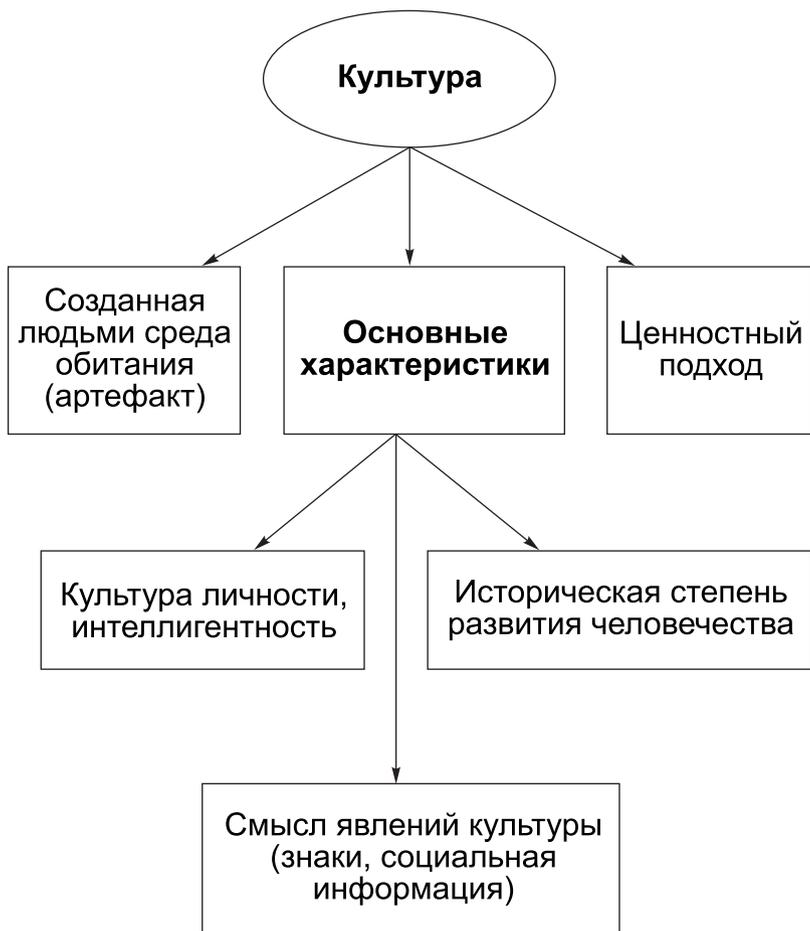 Культура
Созданная
людьми среда
обитания
(артефакт)
Основные
характеристики
Ценностный
подход
Культура личности,
интеллигентность
Историческая степень
развития человечества
Смысл явлений культуры
(знаки, социальная
информация)